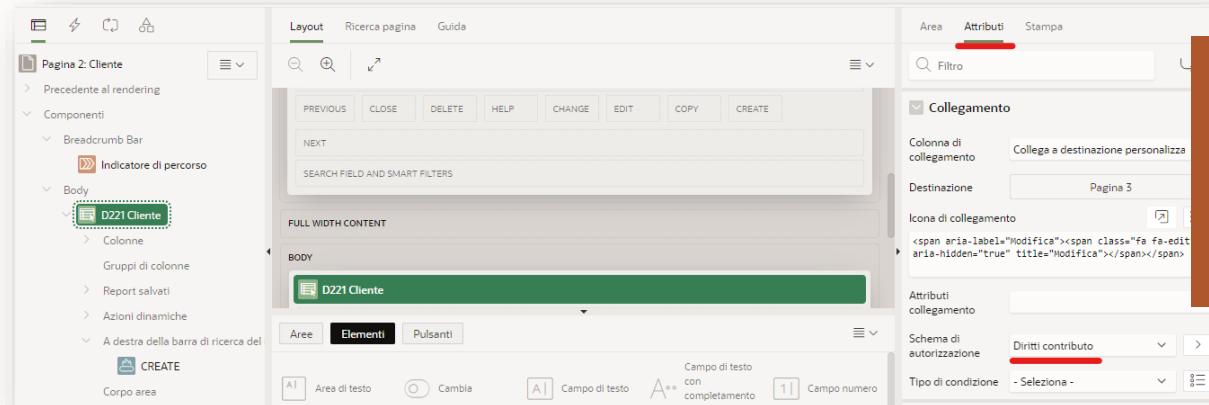 Pagina 2: Cliente
Precedente al rendering
Componenti
Breadcrumb Bar
Indicatore di percorso
Body
D221 Cliente
Colonne
Gruppi di colonne
Report salvati
Azioni dinamiche
A destra della barra di ricerca del
CREATE
Corpo area
Layout Ricerca pagina Guida
PREVIOUS CLOSE DELETE HELP CHANGE EDIT COPY CREATE
NEXT
SEARCH FIELD AND SMART FILTERS
FULL WIDTH CONTENT
BODY
D221 Cliente
Aree Elementi Pulsanti
Area di testo
Cambia
Campo di testo
Campo di testo
con
completamento
Campo numero
Area Attributi Stampa
Filtro
Collegamento
Colonna di
collegamento
Collega a destinazione personalizza
Destinazione Pagina 3
Icona di collegamento
<span aria-label="Modifica"><span class="fa fa-edit
aria-hidden="true" title="Modifica"></span></span>
Attributi
collegamento
Schema di
autorizzazione
Diritti contributo
Tipo di condizione - Seleziona -